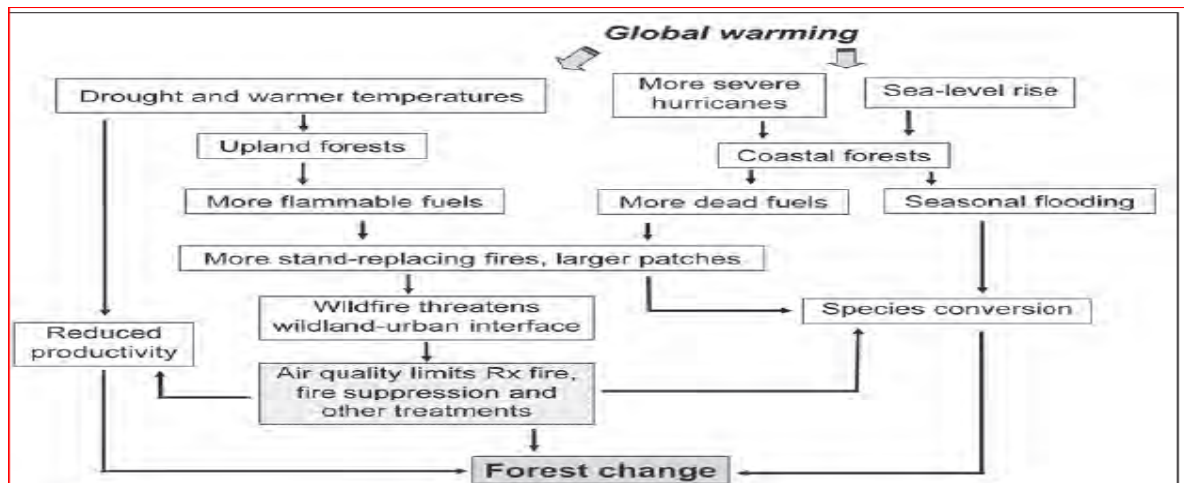 Global warming
Drought and warmer temperatures
More severe
hurricanes
Sea-level rise
Upland forests
Coastal forests
More flammable fuels
More dead fuels
Seasonal flooding
More stand-replacing fires, larger patches
Wildfire threatens
wildland-urban interface
Species conversion
Reduced
productivity
Air quality limits Rx fire,
fire suppression and
other treatments
Forest change